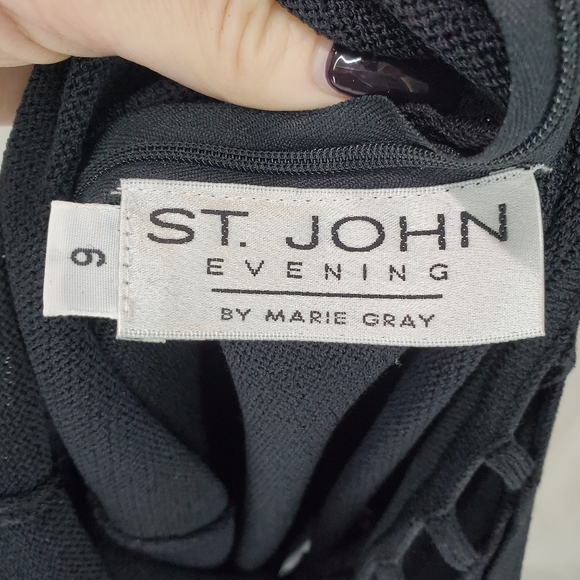 6
ST. JOHN
EVENING
BY MARIE GRAY